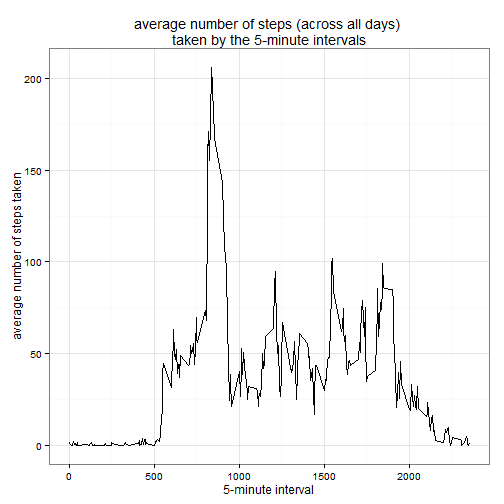 average number of steps (across all days)
taken by the 5-minute intervals
average number of steps taken
200
150
100
50
0
0
500
1000
1500
2000
5-minute interval